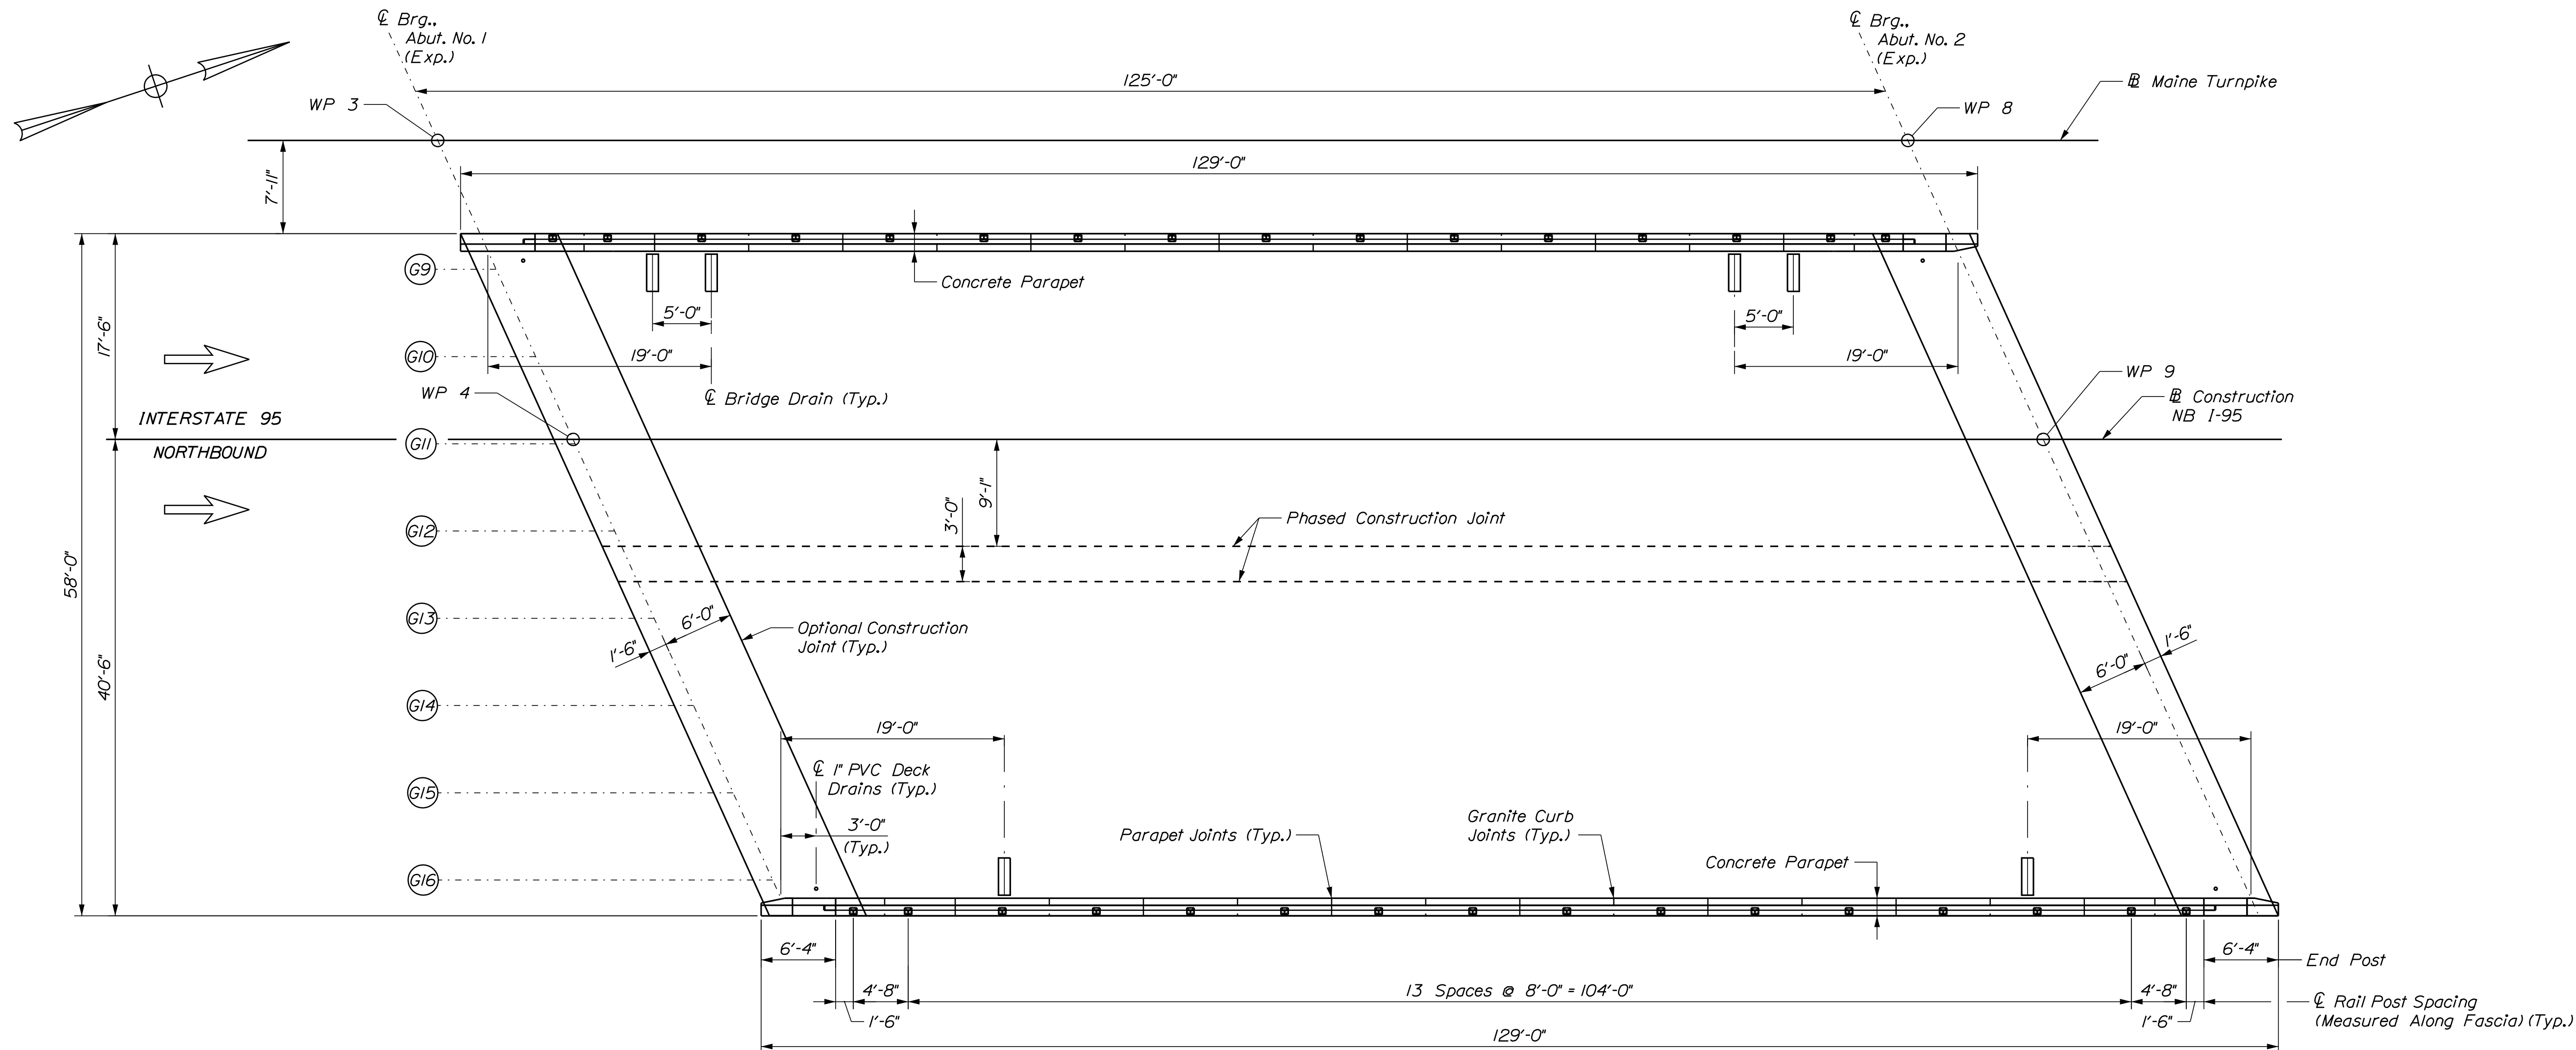 ℄ Brg.,
Abut. No. 1
(Exp.)
℄ Brg.,
Abut. No. 2
(Exp.)
125'-0"
BL Maine Turnpike
WP 3
WP 8
129'-0"
7'-11"
G9
Concrete Parapet
5'-0"
5'-0"
17'-6"
G10
19'-0"
19'-0"
WP 4
℄ Bridge Drain (Typ.)
WP 9
BL Construction
NB I-95
INTERSTATE 95
NORTHBOUND
G11
9'-1"
3'-0"
Phased Construction Joint
G12
58'-0"
G13
6'-0"
1'-6"
Optional Construction
Joint (Typ.)
1'-6"
6'-0"
40'-6"
G14
19'-0"
19'-0"
℄ 1" PVC Deck
Drains (Typ.)
G15
3'-0"
(Typ.)
Parapet Joints (Typ.)
Granite Curb
Joints (Typ.)
Concrete Parapet
G16
6'-4"
6'-4"
End Post
4'-8"
13 Spaces @ 8'-0" = 104'-0"
4'-8"
1'-6"
1'-6"
℄ Rail Post Spacing
(Measured Along Fascia) (Typ.)
129'-0"